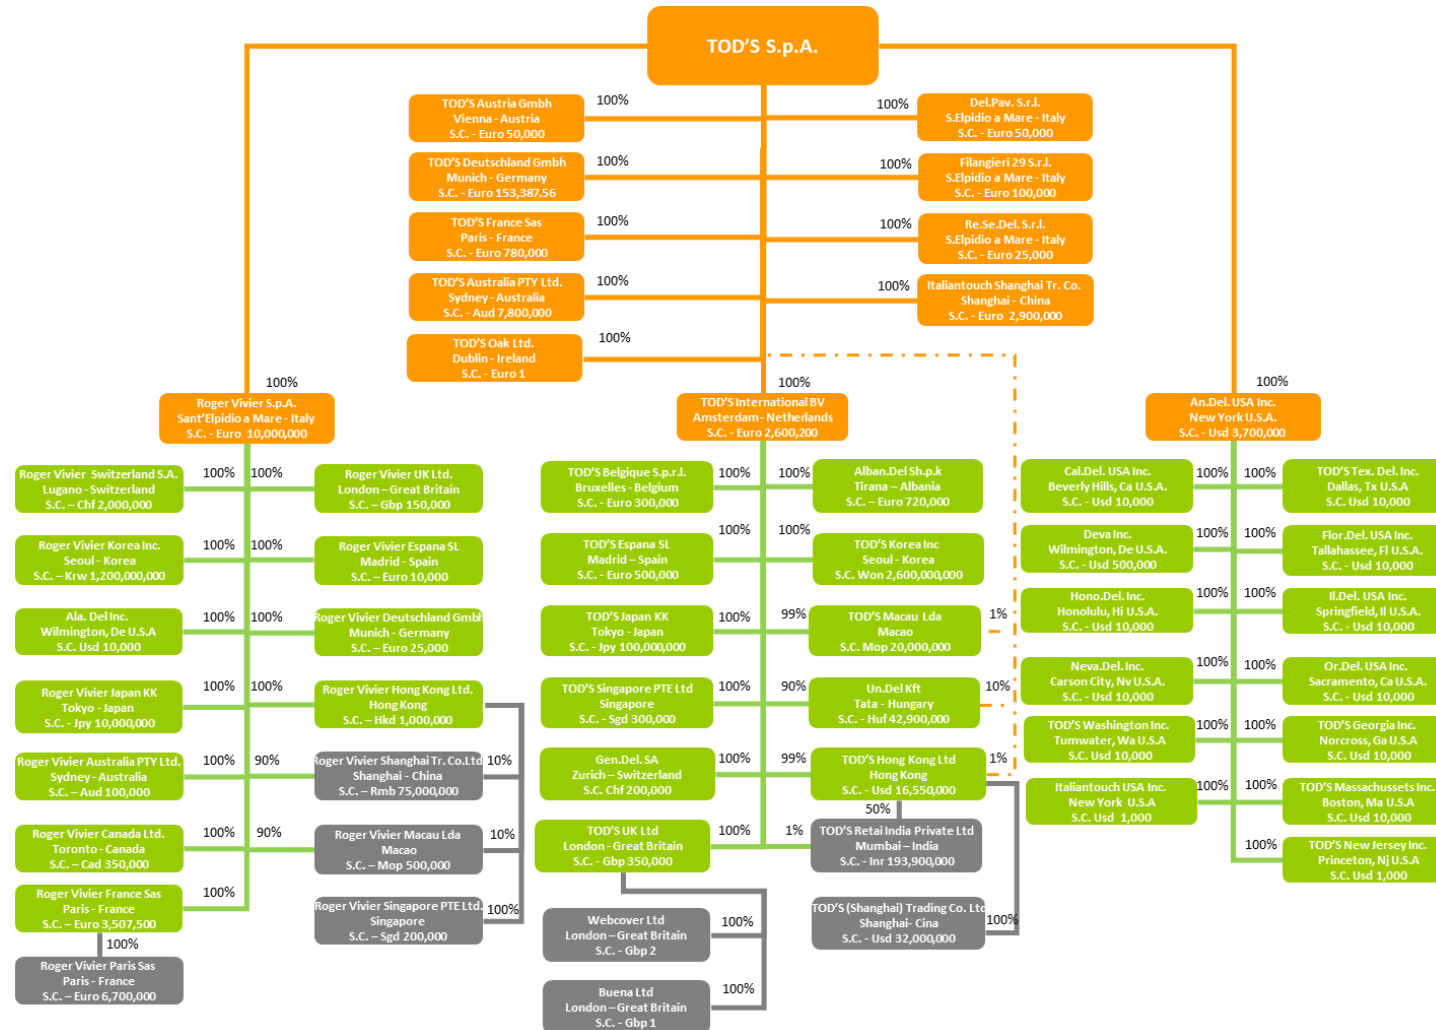 TOD'S S.p.A.
100%
TOD'S Austria Gmbh
Vienna - Austria
S.C. - Euro 50,000
100%
Del.Pav. S.r.l.
S.Elpidio a Mare - Italy
S.C. - Euro 50,000
100%
TOD'S Deutschland Gmbh
Munich - Germany
S.C. - Euro 153,387.56
100%
Filangieri 29 S.r.l.
S.Elpidio a Mare - Italy
S.C. - Euro 100,000
100%
TOD'S France Sas
Paris - France
S.C. - Euro 780,000
100%
Re.Se.Del. S.r.l.
S.Elpidio a Mare - Italy
S.C. - Euro 25,000
100%
TOD'S Australia PTY Ltd.
Sydney - Australia
S.C. - Aud 7,800,000
100%
Italiantouch Shanghai Tr. Co.
Shanghai - China
S.C. - Euro 2,900,000
100%
TOD'S Oak Ltd.
Dublin - Ireland
S.C. - Euro 1
100%
Roger Vivier S.p.A.
Sant'Elpidio a Mare - Italy
S.C. - Euro 10,000,000
100%
TOD'S International BV
Amsterdam - Netherlands
S.C. - Euro 2,600,200
100%
An.Del. USA Inc.
New York U.S.A.
S.C. - Usd 3,700,000
Roger Vivier Switzerland S.A.
Lugano - Switzerland
S.C. – Chf 2,000,000
100%
100%
Roger Vivier UK Ltd.
London – Great Britain
S.C. – Gbp 150,000
Roger Vivier Korea Inc.
Seoul - Korea
S.C. – Krw 1,200,000,000
100%
100%
Roger Vivier Espana SL
Madrid - Spain
S.C. – Euro 10,000
Ala. Del Inc.
Wilmington, De U.S.A
S.C. Usd 10,000
100%
100%
Roger Vivier Deutschland Gmbh
Munich - Germany
S.C. – Euro 25,000
Roger Vivier Japan KK
Tokyo - Japan
S.C. - Jpy 10,000,000
100%
100%
Roger Vivier Hong Kong Ltd.
Hong Kong
S.C. – Hkd 1,000,000
Roger Vivier Australia PTY Ltd.
Sydney - Australia
S.C. – Aud 100,000
100%
90%
Roger Vivier Shanghai Tr. Co.Ltd
Shanghai - China
S.C. – Rmb 75,000,000
10%
Roger Vivier Canada Ltd.
Toronto - Canada
S.C. – Cad 350,000
100%
90%
Roger Vivier Macau Lda
Macao
S.C. – Mop 500,000
10%
Roger Vivier France Sas
Paris - France
S.C. – Euro 3,507,500
100%
Roger Vivier Singapore PTE Ltd.
Singapore
S.C. – Sgd 200,000
100%
100%
Roger Vivier Paris Sas
Paris - France
S.C. – Euro 6,700,000
TOD'S Belgique S.p.r.l.
Bruxelles - Belgium
S.C. - Euro 300,000
100%
100%
Alban.Del Sh.p.k
Tirana – Albania
S.C. – Euro 720,000
TOD'S Espana SL
Madrid – Spain
S.C. - Euro 500,000
100%
100%
TOD'S Korea Inc
Seoul - Korea
S.C. Won 2,600,000,000
TOD'S Japan KK
Tokyo - Japan
S.C. - Jpy 100,000,000
100%
99%
TOD'S Macau Lda
Macao
S.C. Mop 20,000,000
1%
TOD'S Singapore PTE Ltd
Singapore
S.C. - Sgd 300,000
100%
90%
Un.Del Kft
Tata - Hungary
S.C. - Huf 42,900,000
10%
Gen.Del. SA
Zurich – Switzerland
S.C. Chf 200,000
100%
99%
TOD'S Hong Kong Ltd
Hong Kong
S.C. - Usd 16,550,000
1%
50%
TOD'S UK Ltd
London – Great Britain
S.C. - Gbp 350,000
100%
1%
TOD'S Retai India Private Ltd
Mumbai – India
S.C. - Inr 193,900,000
Webcover Ltd
London – Great Britain
S.C. - Gbp 2
100%
TOD'S (Shanghai) Trading Co. Ltd
Shanghai- Cina
S.C. - Usd 32,000,000
100%
Buena Ltd
London – Great Britain
S.C. - Gbp 1
100%
Cal.Del. USA Inc.
Beverly Hills, Ca U.S.A.
S.C. - Usd 10,000
100%
100%
TOD'S Tex. Del. Inc.
Dallas, Tx U.S.A
S.C. Usd 10,000
Deva Inc.
Wilmington, De U.S.A.
S.C. - Usd 500,000
100%
100%
Flor.Del. USA Inc.
Tallahassee, Fl U.S.A.
S.C. - Usd 10,000
Hono.Del. Inc.
Honolulu, Hi U.S.A.
S.C. - Usd 10,000
100%
100%
Il.Del. USA Inc.
Springfield, Il U.S.A.
S.C. - Usd 10,000
Neva.Del. Inc.
Carson City, Nv U.S.A.
S.C. - Usd 10,000
100%
100%
Or.Del. USA Inc.
Sacramento, Ca U.S.A.
S.C. - Usd 10,000
TOD'S Washington Inc.
Tumwater, Wa U.S.A
S.C. Usd 10,000
100%
100%
TOD'S Georgia Inc.
Norcross, Ga U.S.A
S.C. Usd 10,000
Italiantouch USA Inc.
New York U.S.A
S.C. Usd 1,000
100%
100%
TOD'S Massachussets Inc.
Boston, Ma U.S.A
S.C. Usd 10,000
100%
TOD'S New Jersey Inc.
Princeton, Nj U.S.A
S.C. Usd 1,000